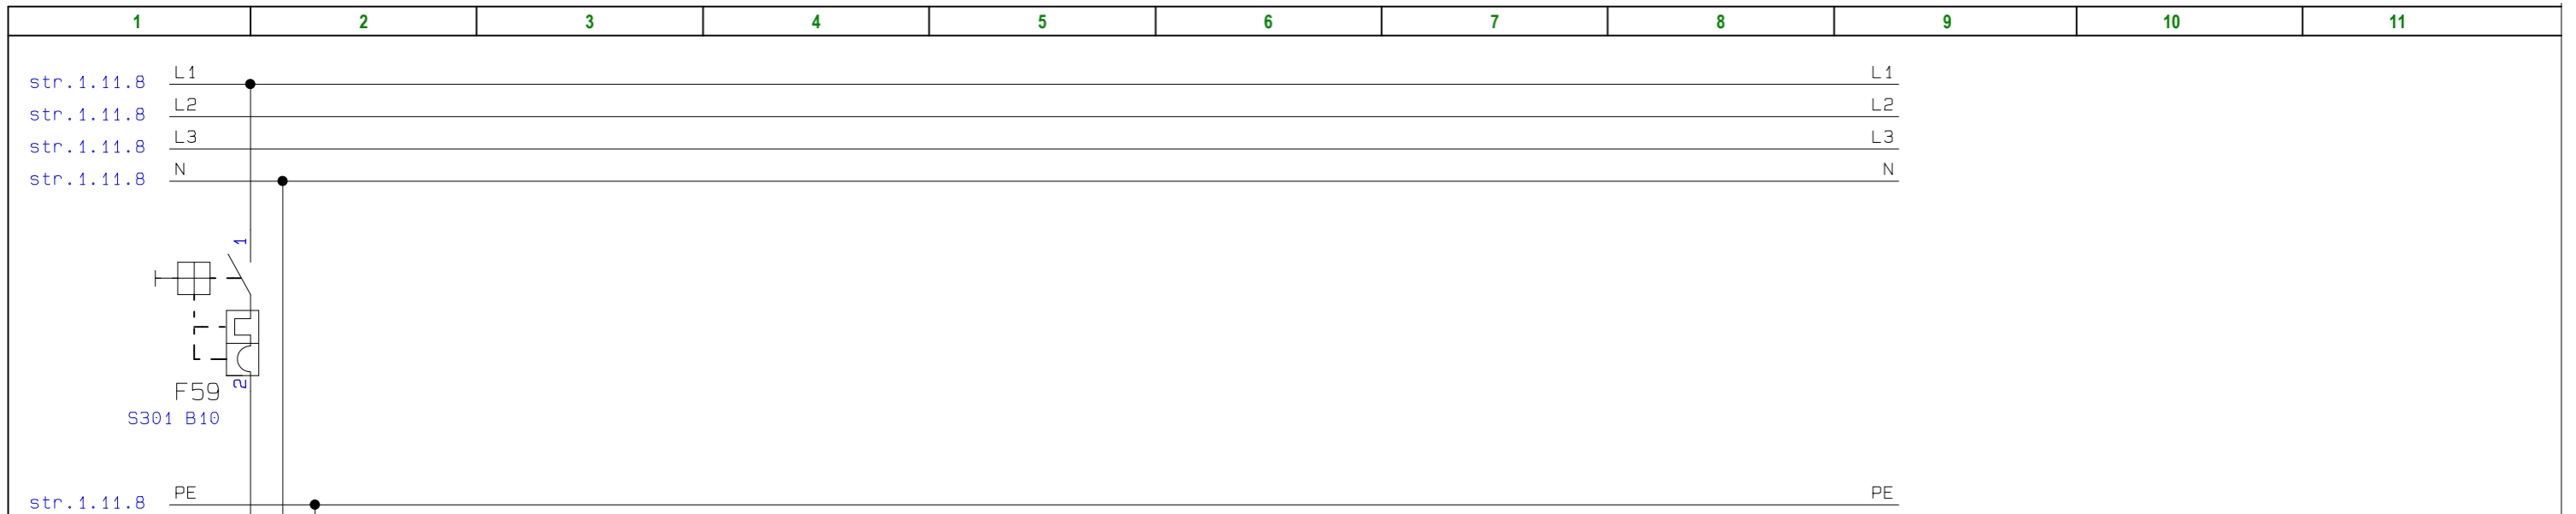 1 2 3 4 5 6 7 8 9 10 11
str.1.11.8 L1 L1
str.1.11.8 L2 L2
str.1.11.8 L3 L3
str.1.11.8 N N
1
2
F59
S301 B10
str.1.11.8 PE PE